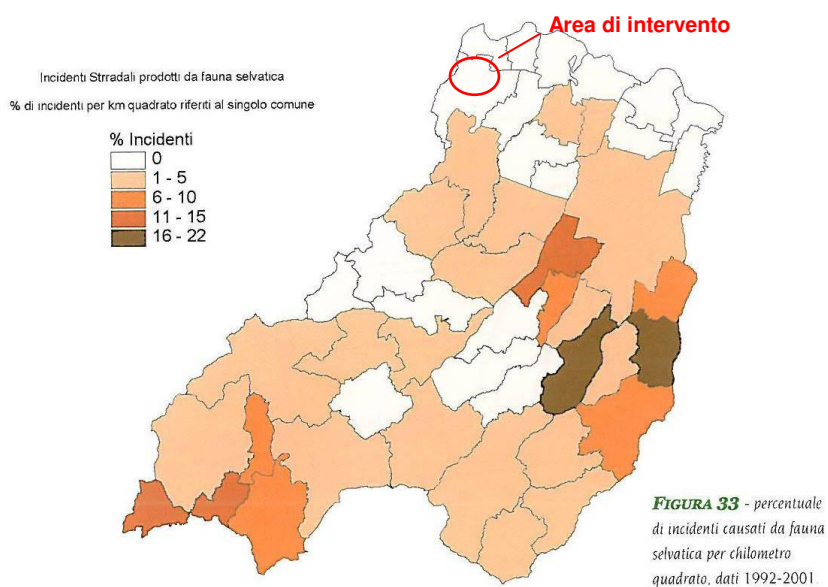 Area di intervento
Incidenti Strradali prodotti da fauna selvatica
% di incidenti per km quadrato riferiti al singolo comune
% Incidenti
0
1 - 5
6 - 10
11 - 15
16 - 22
FIGURA 33 - percentuale
di incidenti causati da fauna
selvatica per chilometro
quadrato, dati 1992-2001